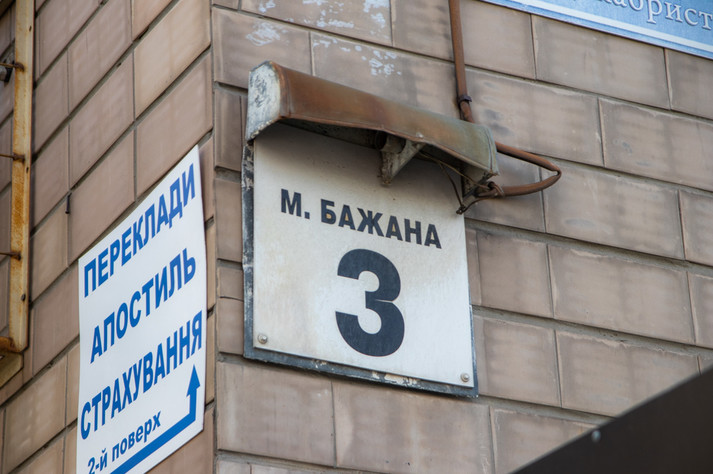 М. БАЖАНА
3
ПЕРЕКЛАДИ
АПОСТИЛЬ
СТРАХУВАННЯ
2-й поверх